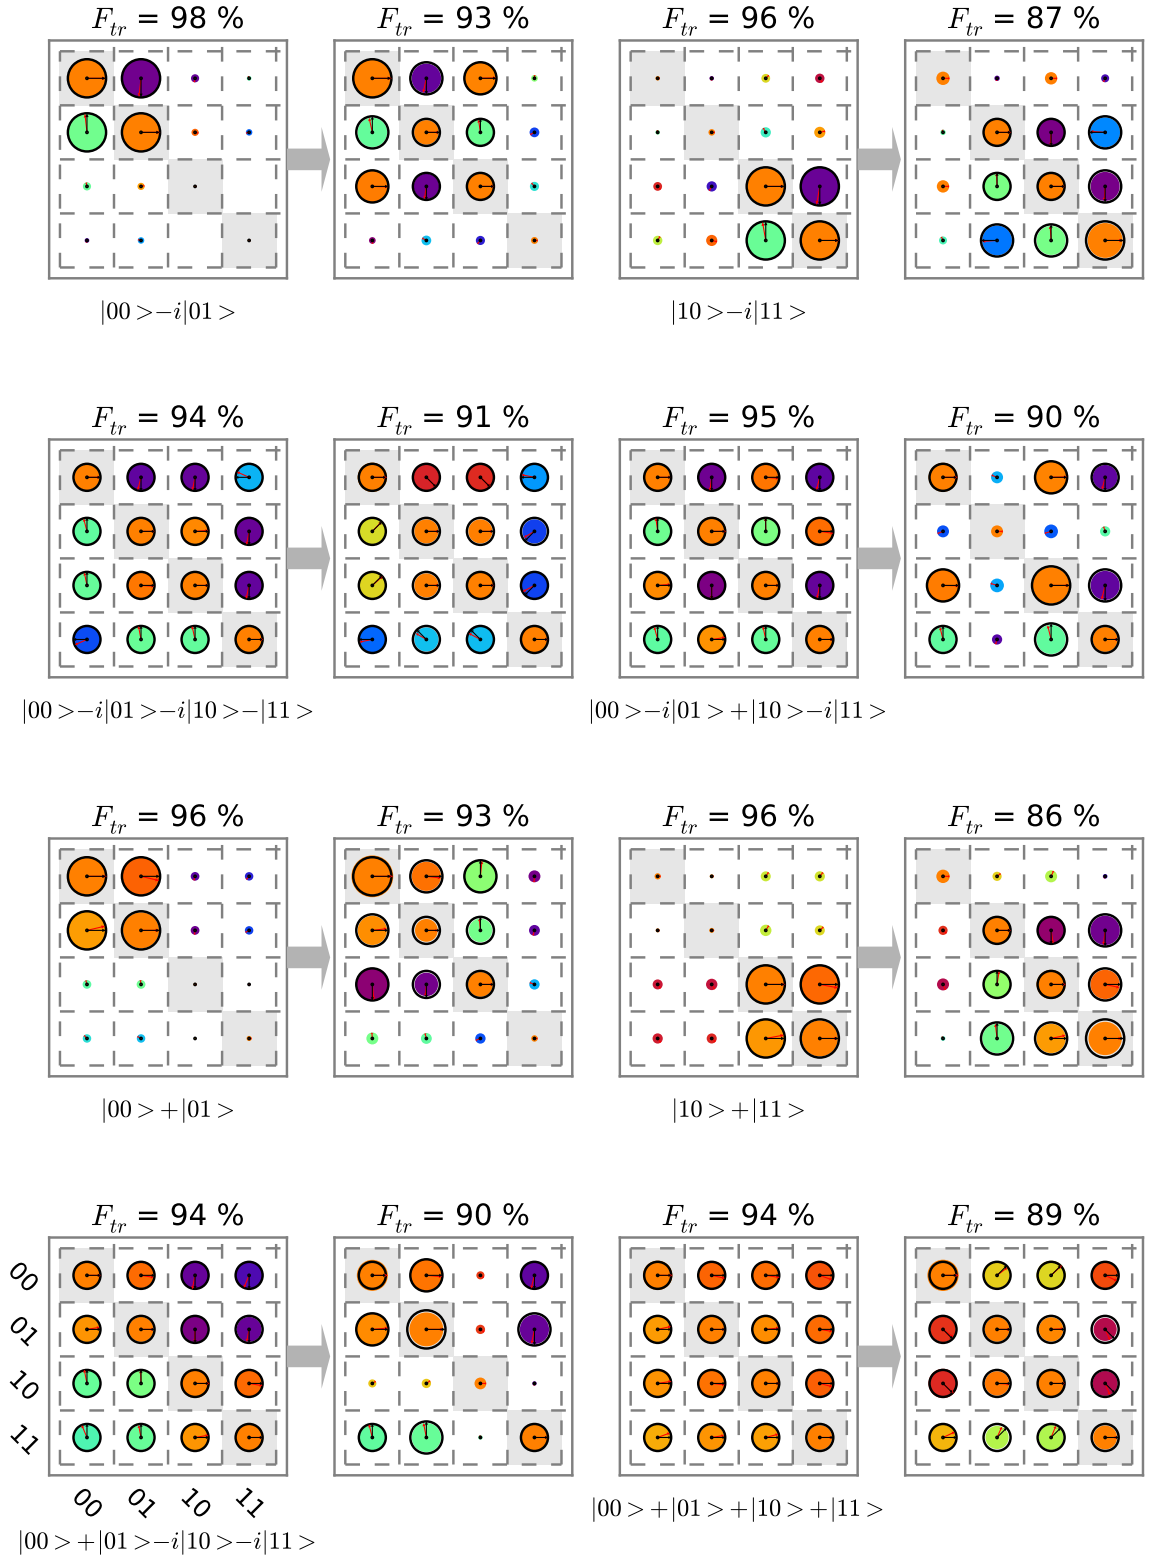 F_tr = 98 % F_tr = 93 % F_tr = 96 % F_tr = 87 %
|00>−i|01> |10>−i|11>
F_tr = 94 % F_tr = 91 % F_tr = 95 % F_tr = 90 %
|00>−i|01>−i|10>−|11> |00>−i|01>+|10>−i|11>
F_tr = 96 % F_tr = 93 % F_tr = 96 % F_tr = 86 %
|00>+|01> |10>+|11>
F_tr = 94 % F_tr = 90 % F_tr = 94 % F_tr = 89 %
00
01
10
11
00 01 10 11
|00>+|01>−i|10>−i|11> |00>+|01>+|10>+|11>